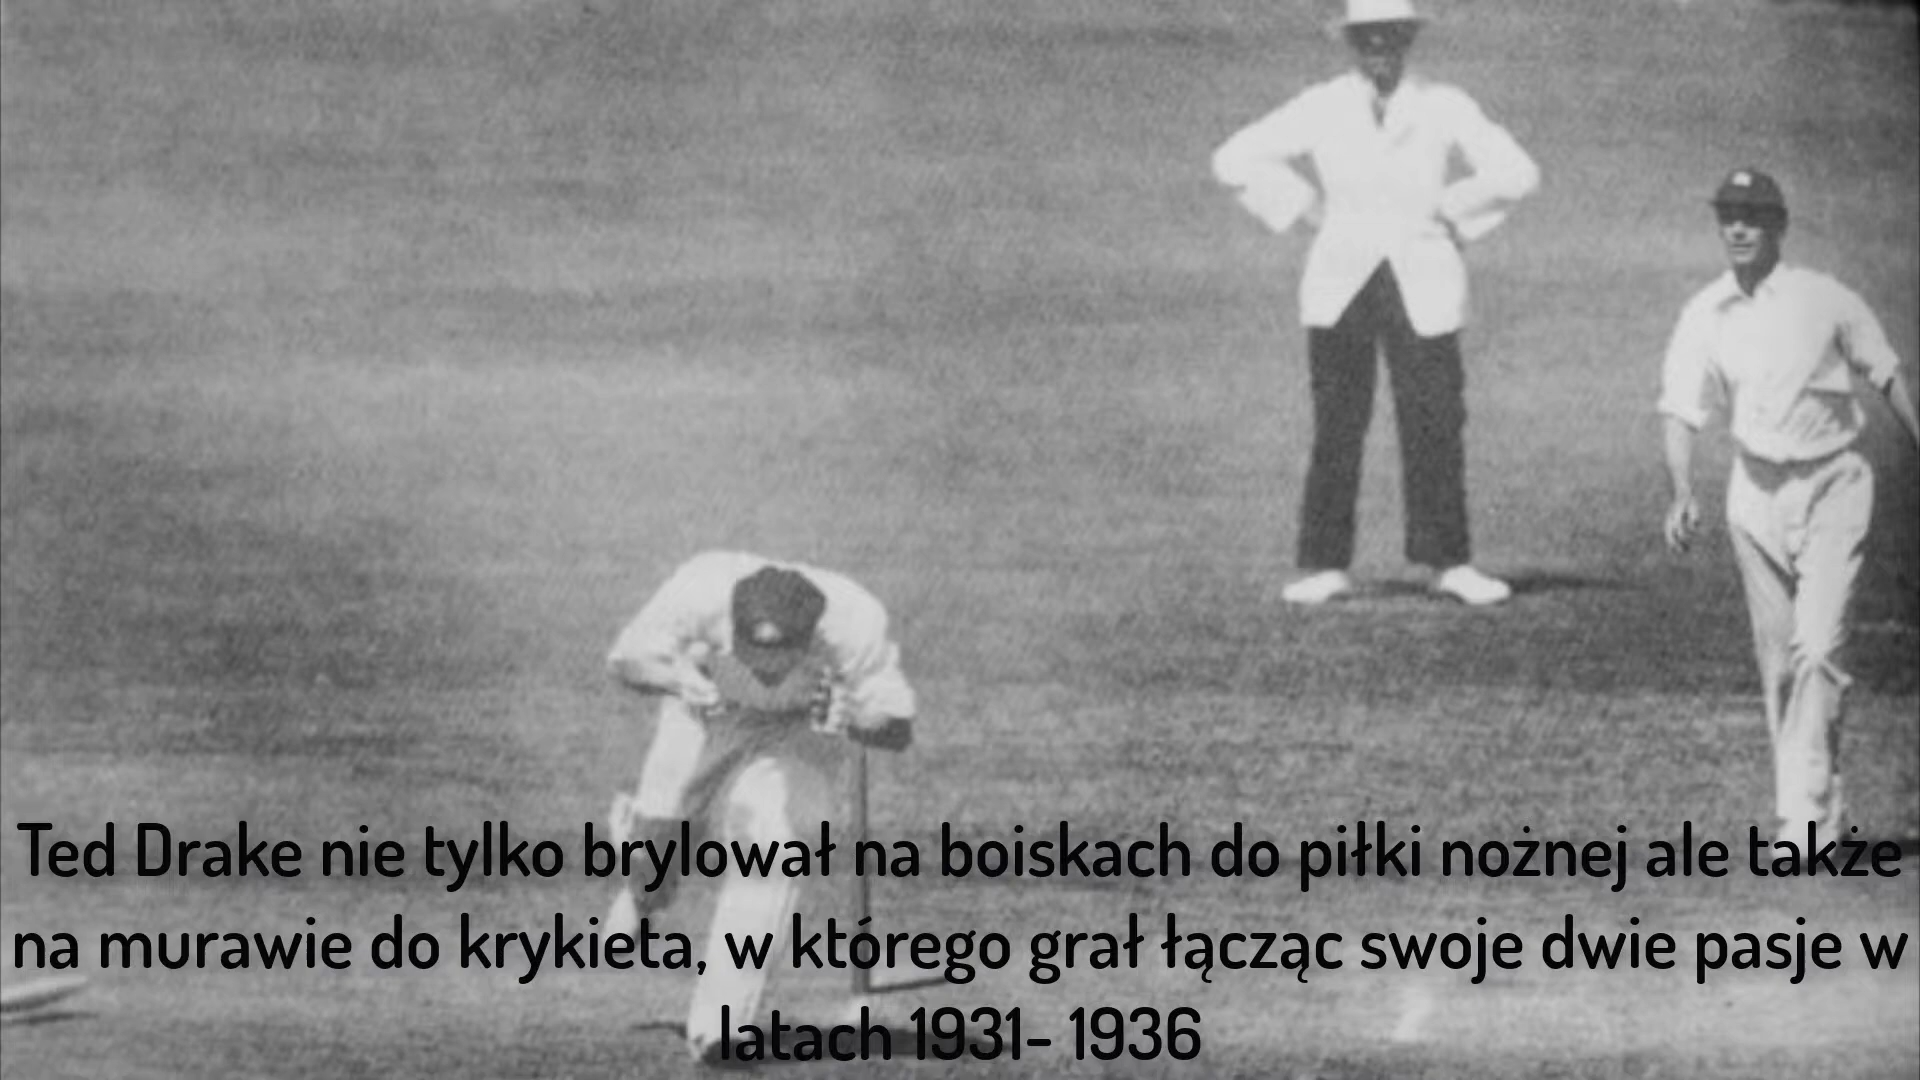 Ted Drake nie tylko brylował na boiskach do piłki nożnej ale także
na murawie do krykieta, w którego grał łącząc swoje dwie pasje w
latach 1931- 1936